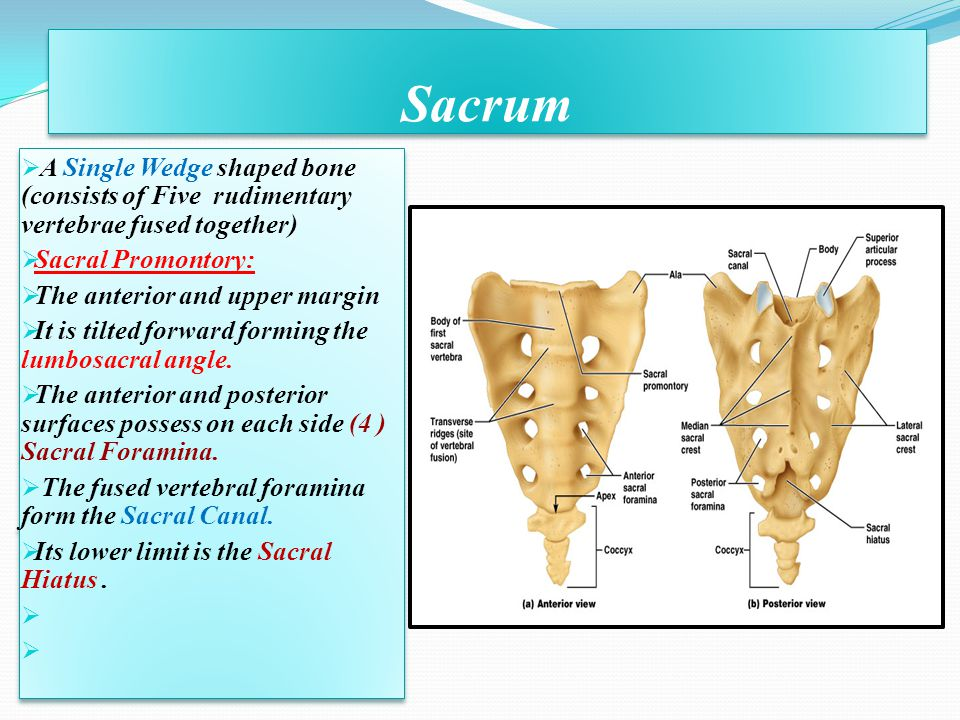 Sacrum
A Single Wedge shaped bone
(consists of Five rudimentary
vertebrae fused together)
Sacral Promontory:
The anterior and upper margin
It is tilted forward forming the
lumbosacral angle.
The anterior and posterior
surfaces possess on each side (4 )
Sacral Foramina.
The fused vertebral foramina
form the Sacral Canal.
Its lower limit is the Sacral
Hiatus .
Body of
first
sacral
vertebra
Transverse
ridges (site
of vertebral
fusion)
Ala
Sacral
promontory
Anterior
sacral
foramina
Apex
Coccyx
(a) Anterior view
Sacral
canal
Body
Superior
articular
process
Median
sacral
crest
Lateral
sacral
crest
Posterior
sacral
foramina
Sacral
hiatus
Coccyx
(b) Posterior view